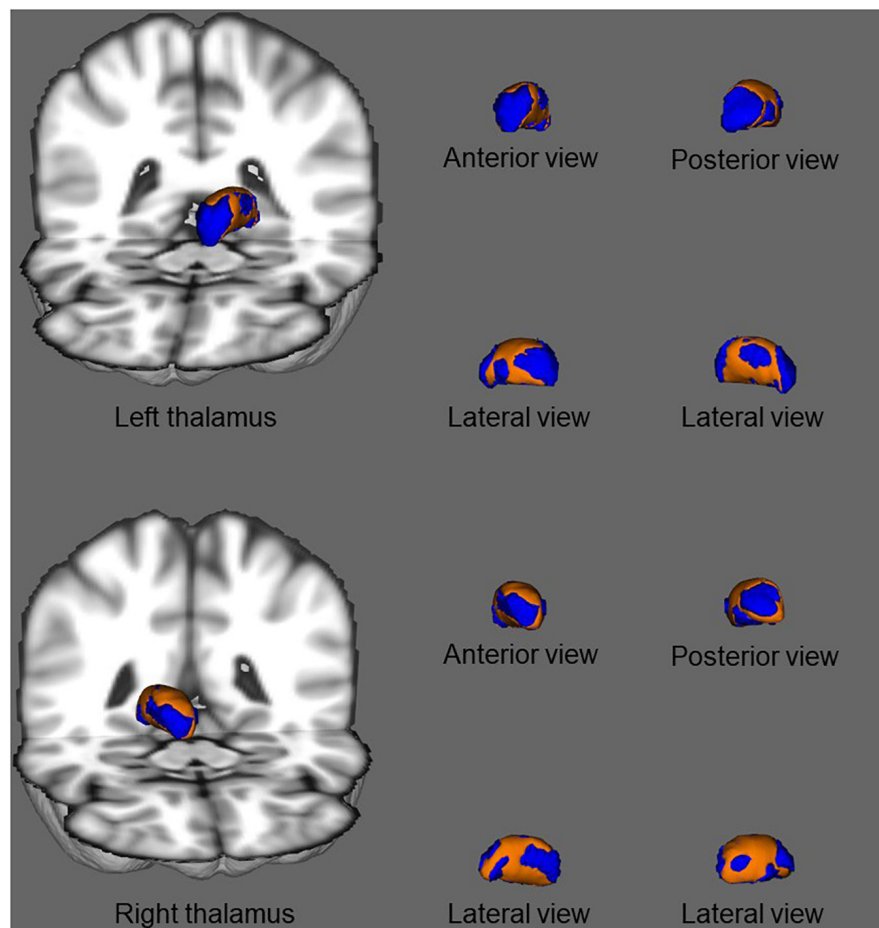 Anterior view
Posterior view
Left thalamus
Lateral view
Lateral view
Anterior view
Posterior view
Right thalamus
Lateral view
Lateral view